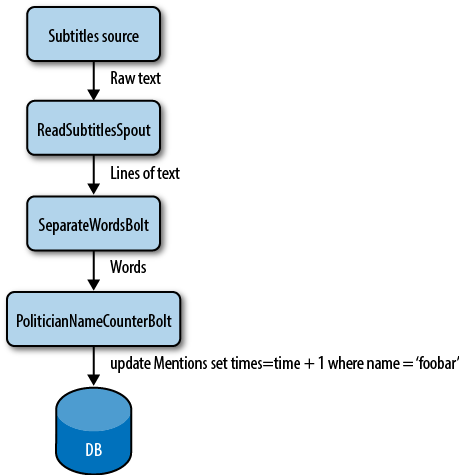 Subtitles source
Raw text
ReadSubtitlesSpout
Lines of text
SeparateWordsBolt
Words
PoliticianNameCounterBolt
update Mentions set times=time + 1 where name = ‘foobar’
DB